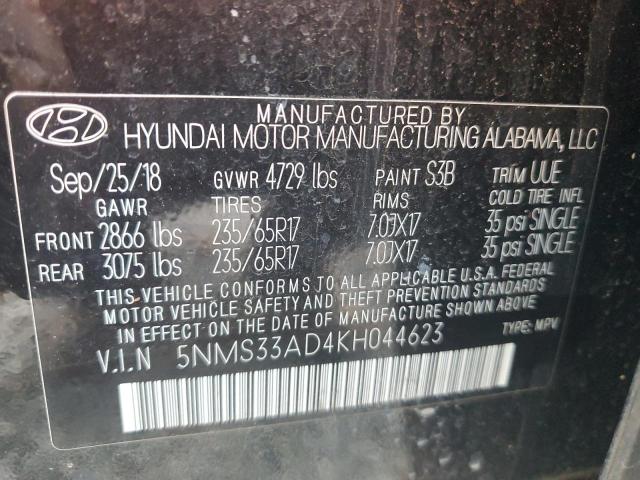 MANUFACTURED BY
HYUNDAI MOTOR MANUFACTURING ALABAMA, LLC
Sep/25/18 GVWR 4729 lbs PAINT S3B TRIM UUE
GAWR TIRES RIMS COLD TIRE INFL
FRONT 2866 lbs 235/65R17 7.0JX17 35 psi SINGLE
REAR 3075 lbs 235/65R17 7.0JX17 35 psi SINGLE
THIS VEHICLE CONFORMS TO ALL APPLICABLE U.S.A. FEDERAL
MOTOR VEHICLE SAFETY AND THEFT PREVENTION STANDARDS
IN EFFECT ON THE DATE OF MANUFACTURE SHOWN ABOVE
V.I.N 5NMS33AD4KH044623 TYPE: MPV